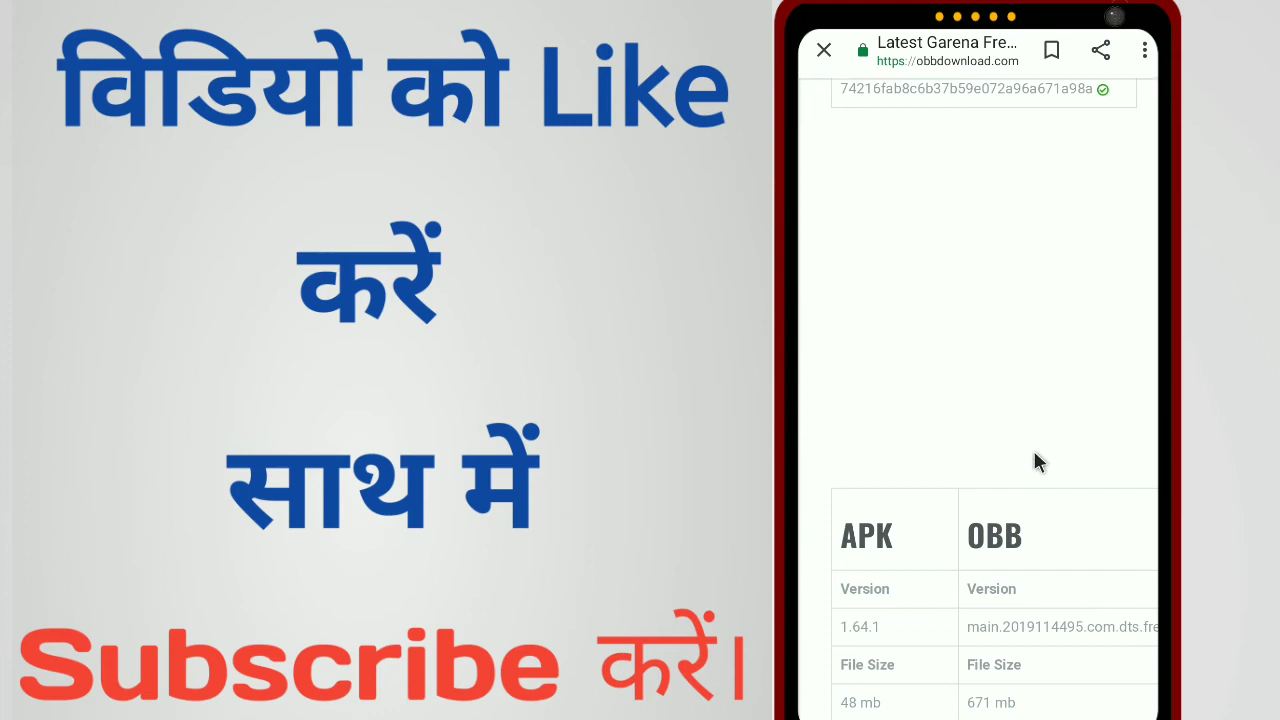 विडियो को Like
करें
साथ में
Subscribe करें।
Latest Garena Fre...
https://obbdownload.com
74216fab8c6b37b59e072a96a671a98a
APK OBB
Version Version
1.64.1 main.2019114495.com.dts.fre
File Size File Size
48 mb 671 mb